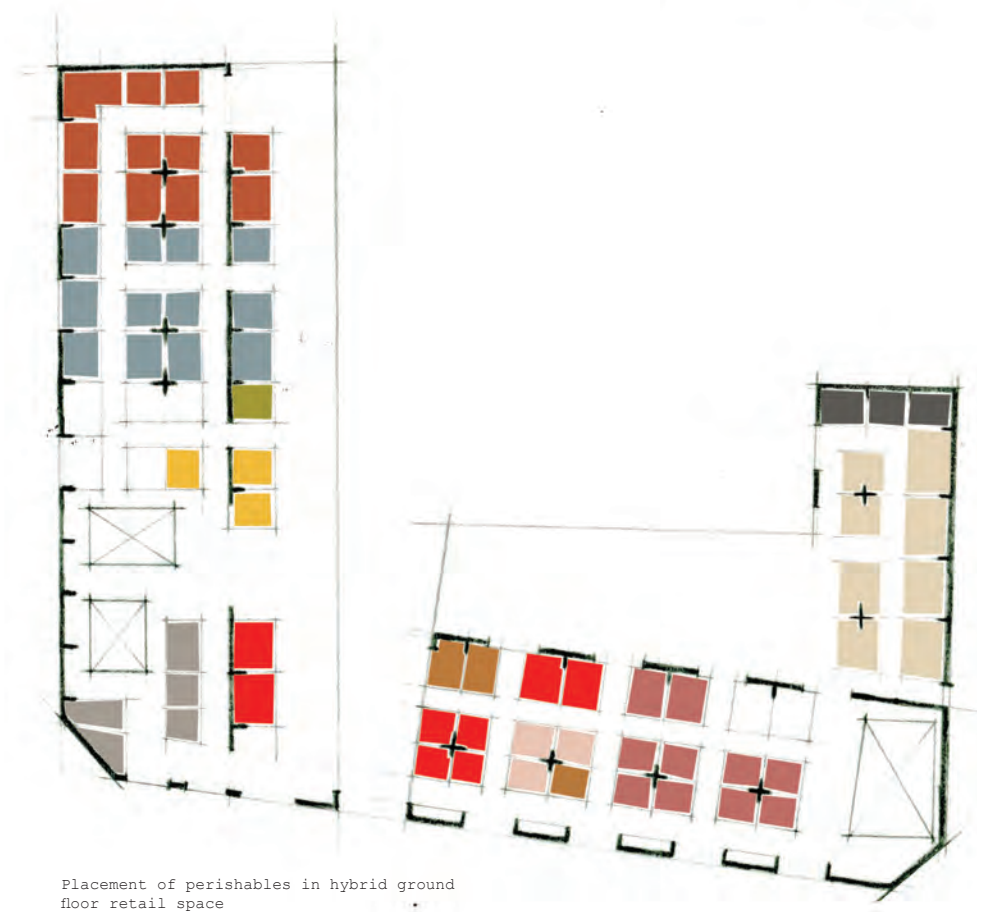 Placement of perishables in hybrid ground
floor retail space